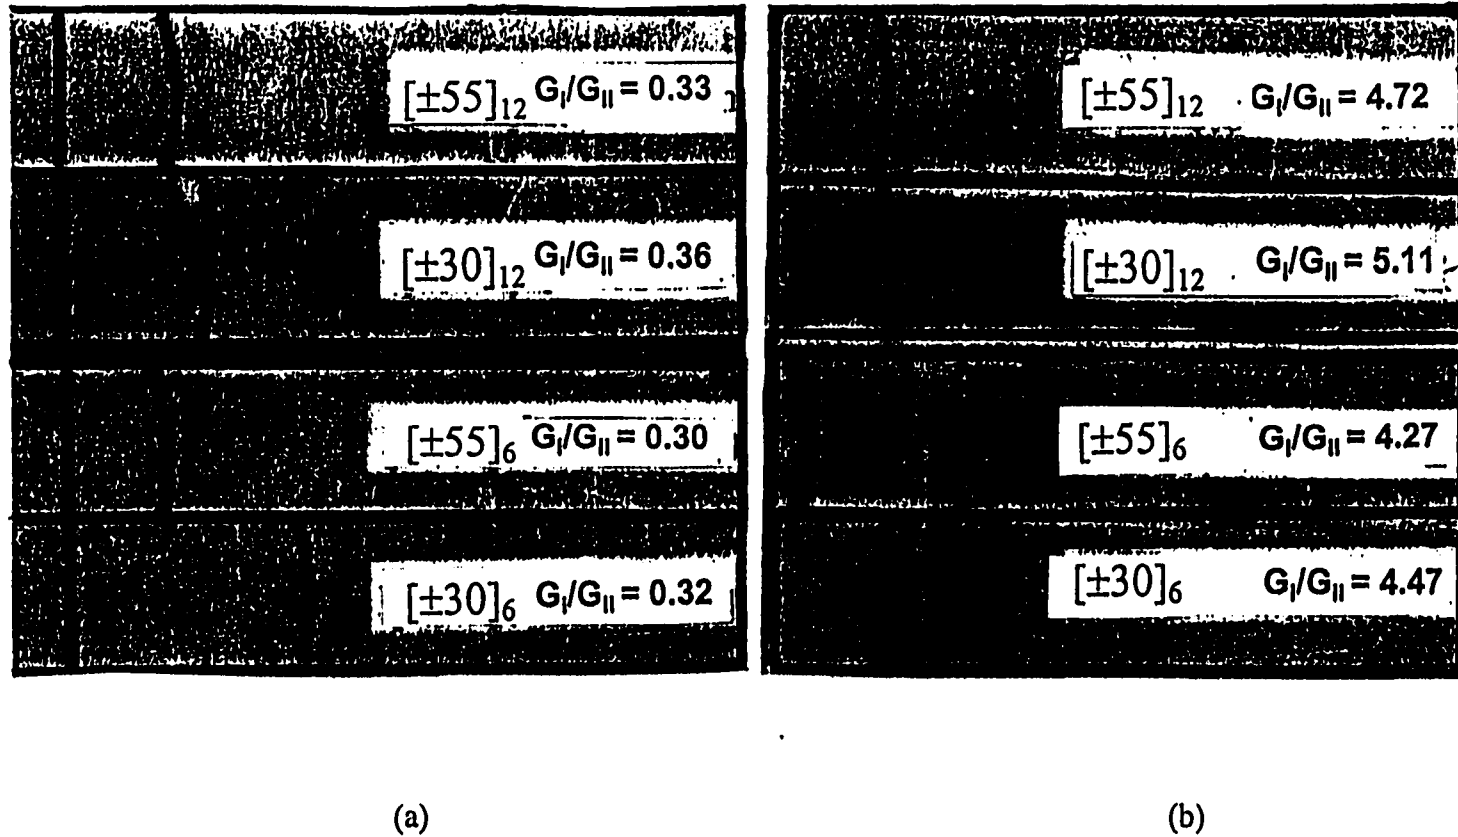 [±55]12 GI/GII = 0.33
[±30]12 GI/GII = 0.36
[±55]6 GI/GII = 0.30
[±30]6 GI/GII = 0.32
(a)
[±55]12 GI/GII = 4.72
[±30]12 GI/GII = 5.11
[±55]6 GI/GII = 4.27
[±30]6 GI/GII = 4.47
(b)